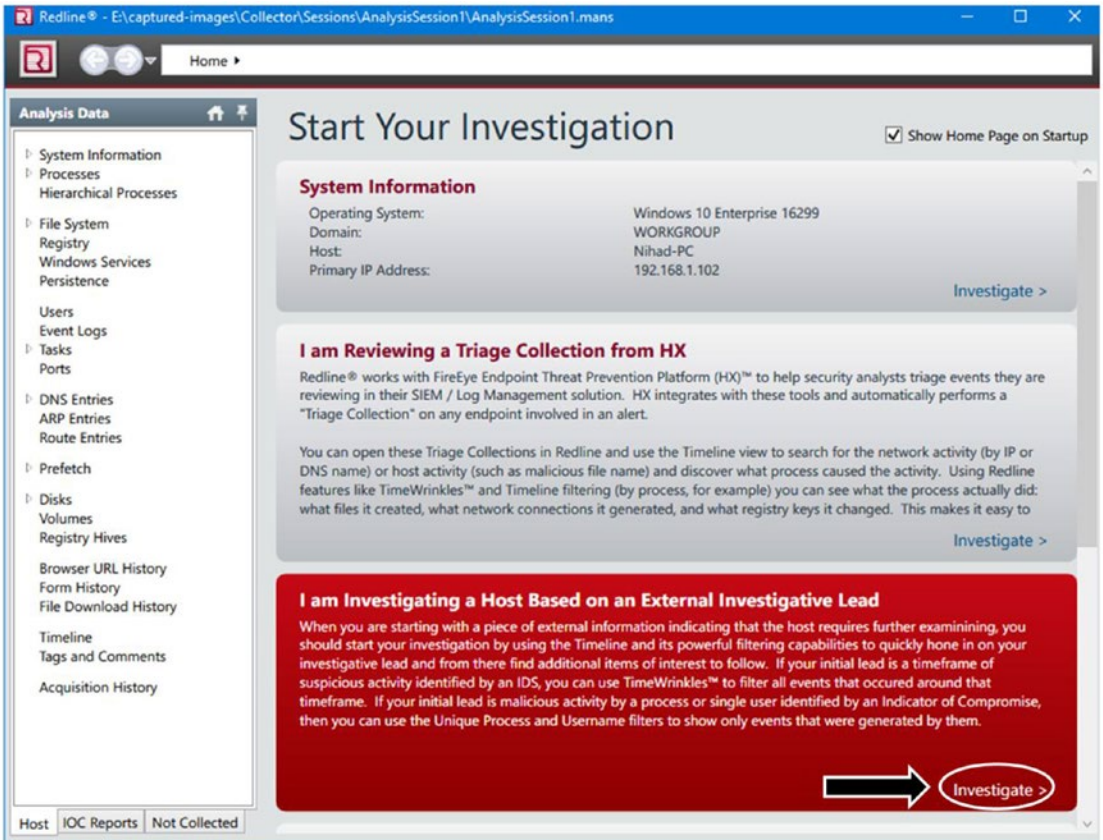 Redline® - E:\captured-images\Collector\Sessions\AnalysisSession1\AnalysisSession1.mans
Home
Analysis Data
System Information
Processes
Hierarchical Processes
File System
Registry
Windows Services
Persistence
Users
Event Logs
Tasks
Ports
DNS Entries
ARP Entries
Route Entries
Prefetch
Disks
Volumes
Registry Hives
Browser URL History
Form History
File Download History
Timeline
Tags and Comments
Acquisition History
Host IOC Reports Not Collected
Start Your Investigation
Show Home Page on Startup
System Information
Operating System: Windows 10 Enterprise 16299
Domain: WORKGROUP
Host: Nihad-PC
Primary IP Address: 192.168.1.102
Investigate >
I am Reviewing a Triage Collection from HX
Redline® works with FireEye Endpoint Threat Prevention Platform (HX)™ to help security analysts triage events they are
reviewing in their SIEM / Log Management solution. HX integrates with these tools and automatically performs a
"Triage Collection" on any endpoint involved in an alert.
You can open these Triage Collections in Redline and use the Timeline view to search for the network activity (by IP or
DNS name) or host activity (such as malicious file name) and discover what process caused the activity. Using Redline
features like TimeWrinkles™ and Timeline filtering (by process, for example) you can see what the process actually did:
what files it created, what network connections it generated, and what registry keys it changed. This makes it easy to
Investigate >
I am Investigating a Host Based on an External Investigative Lead
When you are starting with a piece of external information indicating that the host requires further examinining, you
should start your investigation by using the Timeline and its powerful filtering capabilities to quickly hone in on your
investigative lead and from there find additional items of interest to follow. If your initial lead is a timeframe of
suspicious activity identified by an IDS, you can use TimeWrinkles™ to filter all events that occured around that
timeframe. If your initial lead is malicious activity by a process or single user identified by an Indicator of Compromise,
then you can use the Unique Process and Username filters to show only events that were generated by them.
Investigate >